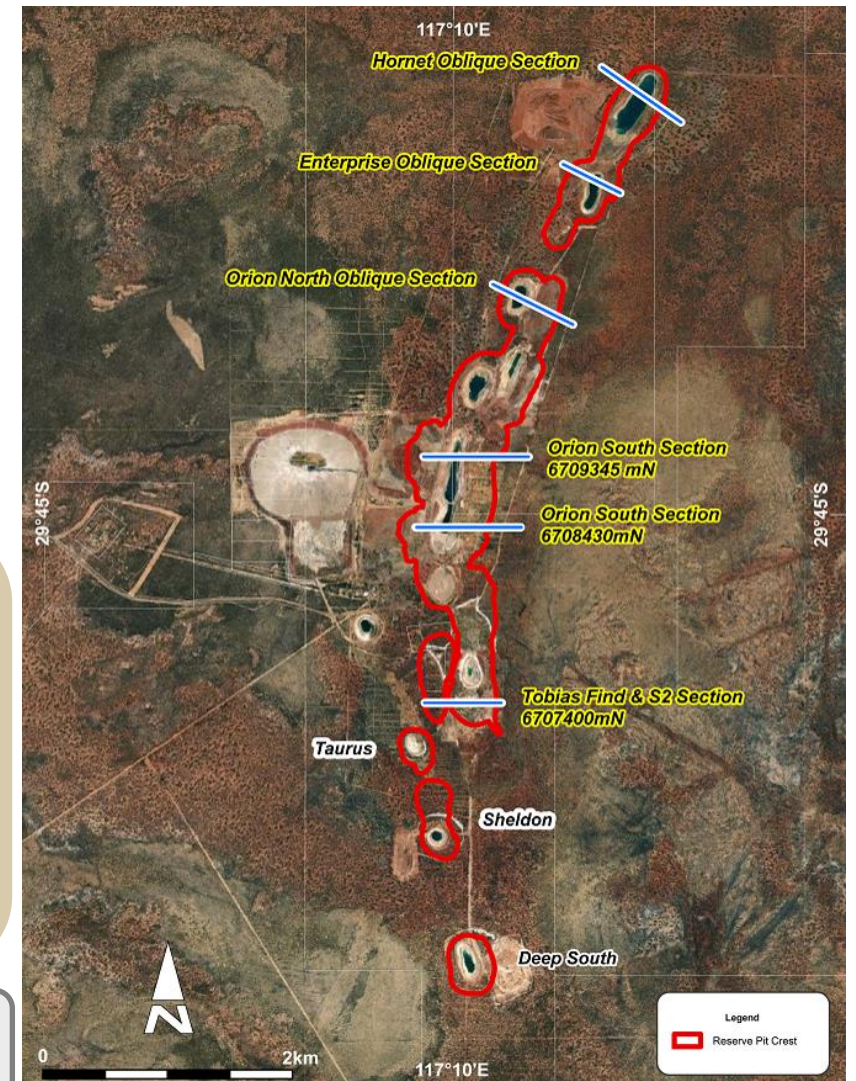 117°10'E
Hornet Oblique Section
Enterprise Oblique Section
Orion North Oblique Section
Orion South Section
6709345 mN
29°45'S
29°45'S
Orion South Section
6708430mN
Tobias Find & S2 Section
6707400mN
Taurus
Sheldon
Deep South
N
Legend
Reserve Pit Crest
0
2km
117°10'E